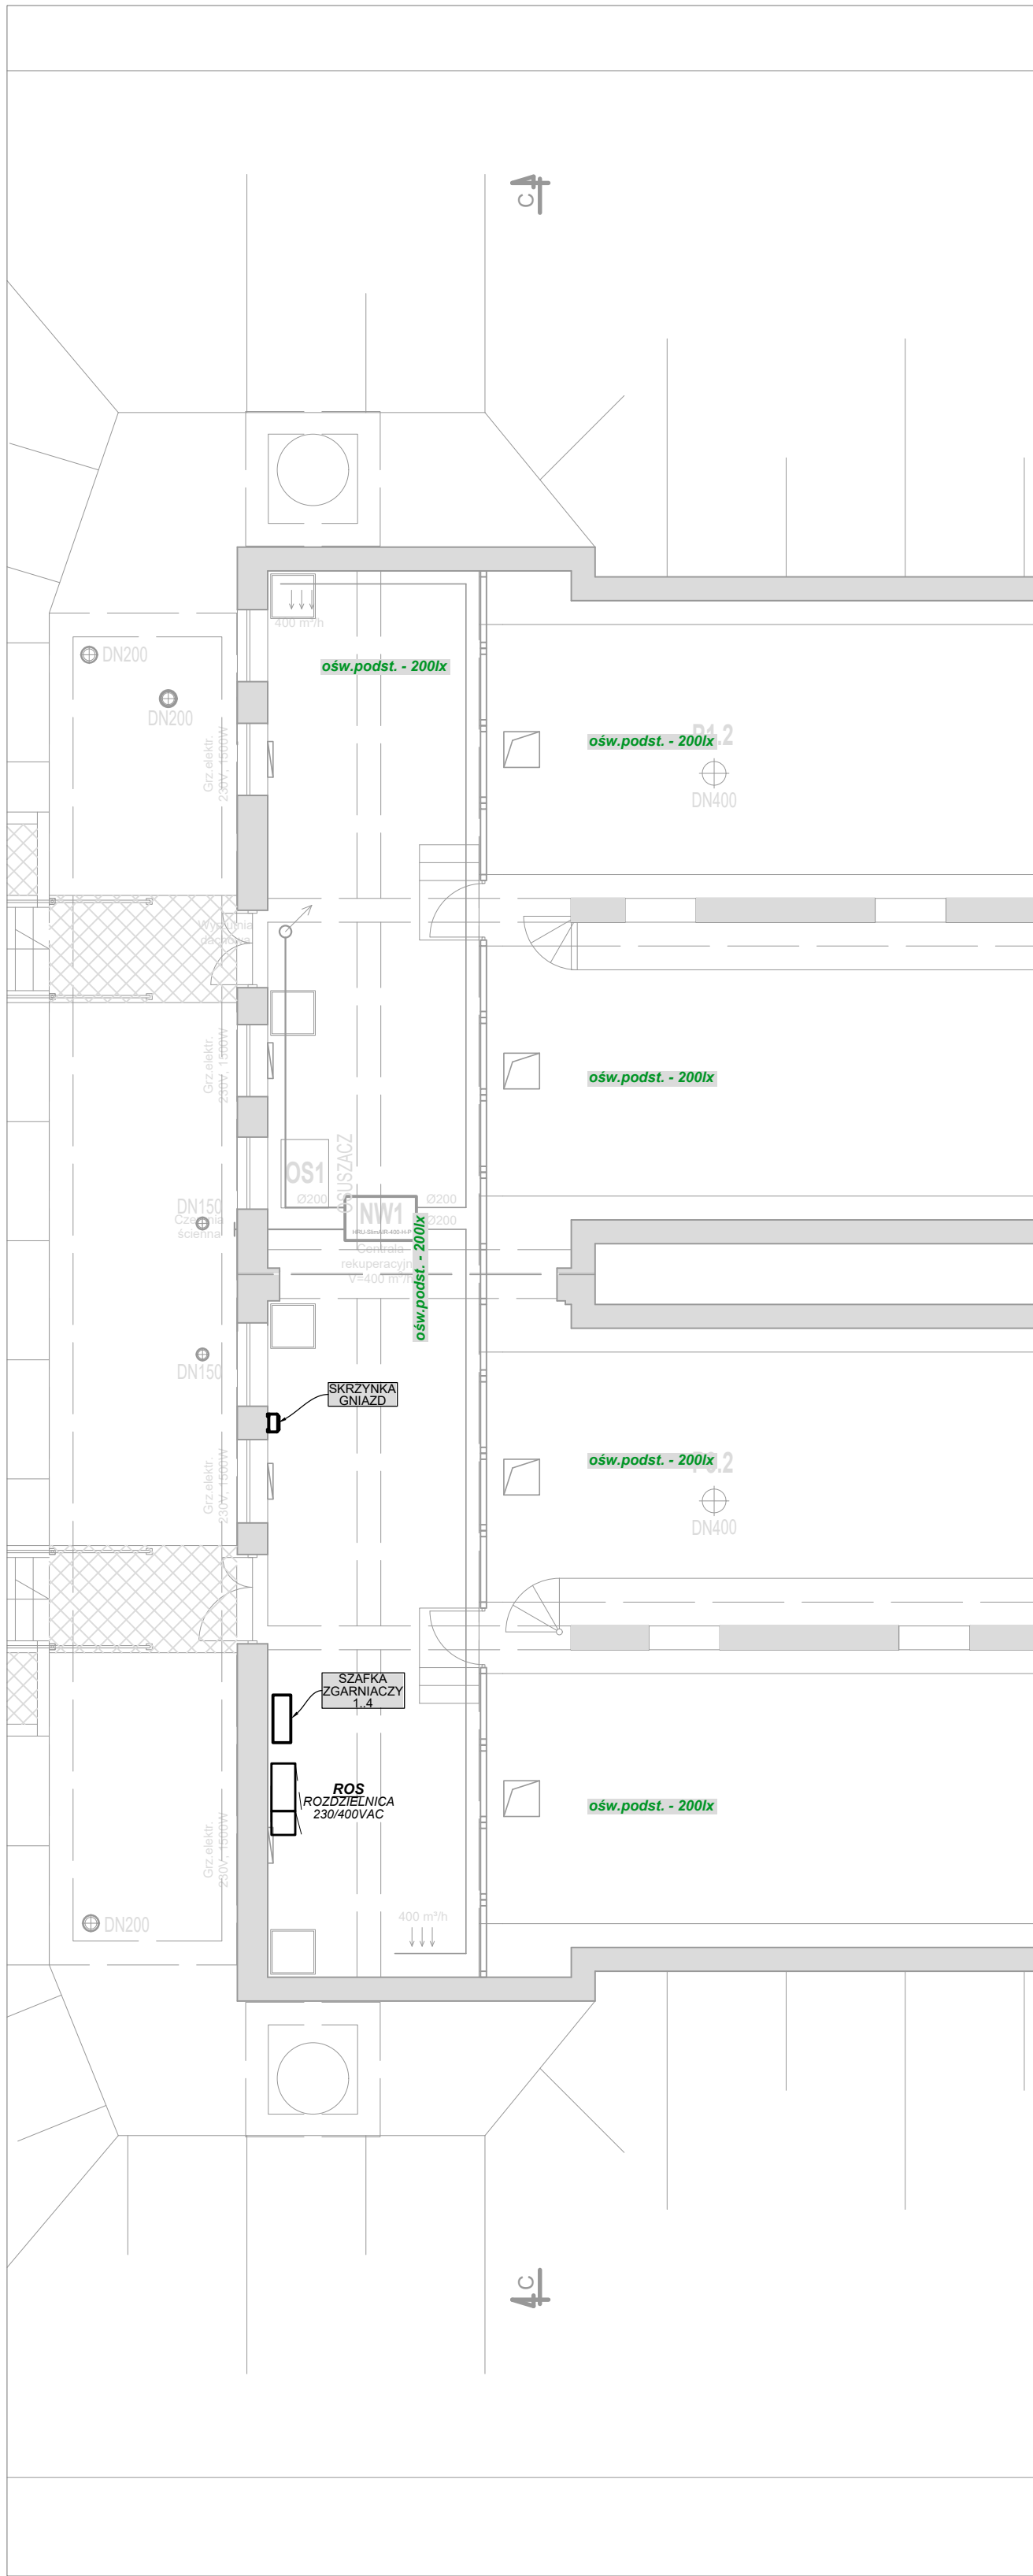 C
400 m³/h
ośw.podst. - 200lx
DN200
DN200
Grz.elektr.
230V, 1500W
ośw.podst. - 200lx
DN400
dachowa
Grz.elektr.
230V, 1500W
ośw.podst. - 200lx
OS1
OSUSZACZ
Ø200
NW1
Ø200
Ø200
DN150
ścienna
Centrala
rekuperacyjna
V=400 m³/h
ośw.podst. - 200lx
DN150
SKRZYNKA
GNIAZD
Grz.elektr.
230V, 1500W
ośw.podst. - 200lx
DN400
SZAFKA
ZGARNIACZY
1..4
ROS
ROZDZIELNICA
230/400VAC
ośw.podst. - 200lx
Grz.elektr.
230V, 1500W
DN200
400 m³/h
C